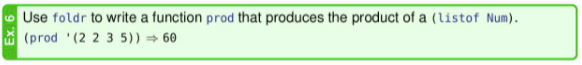 Ex. 6
Use foldr to write a function prod that produces the product of a (listof Num).
(prod '(2 2 3 5)) ⇒ 60